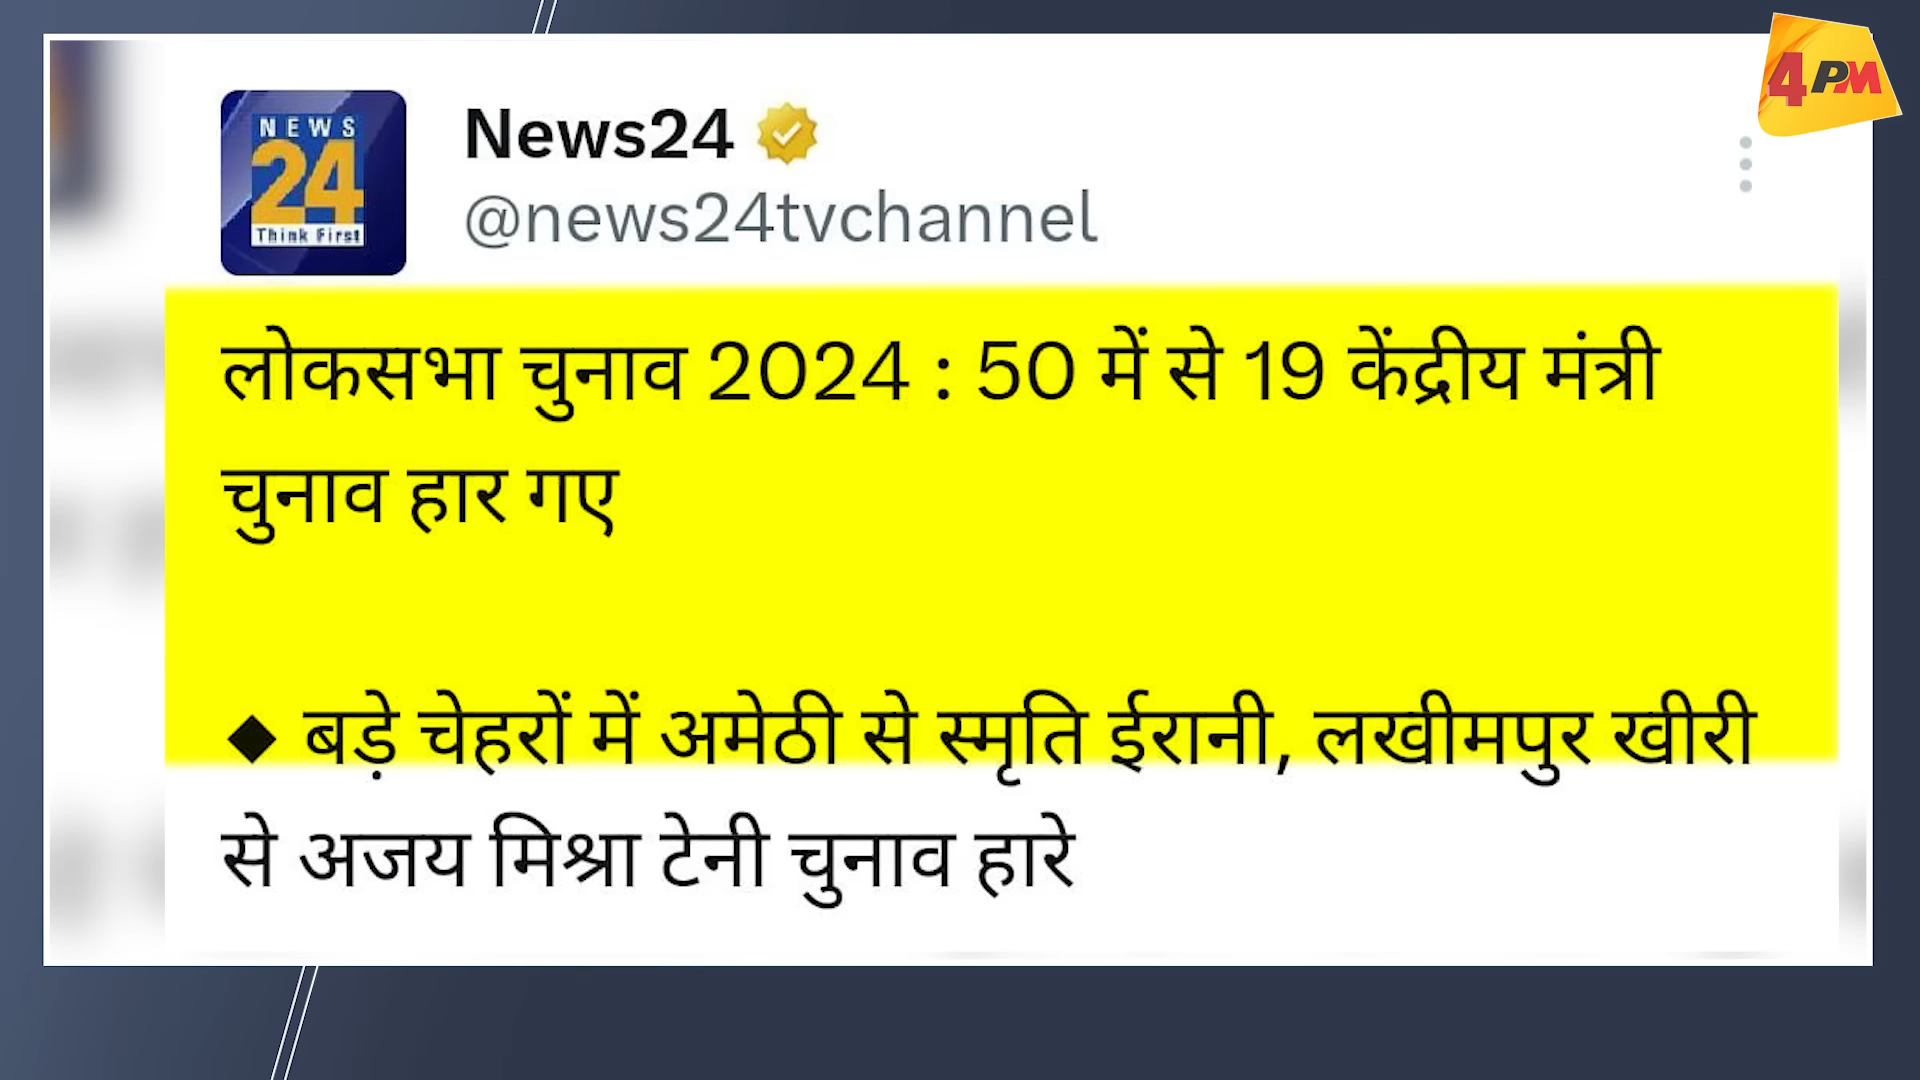 4PM
NEWS
24
Think First
News24
@news24tvchannel
लोकसभा चुनाव 2024 : 50 में से 19 केंद्रीय मंत्री
चुनाव हार गए
◆ बड़े चेहरों में अमेठी से स्मृति ईरानी, लखीमपुर खीरी
से अजय मिश्रा टेनी चुनाव हारे